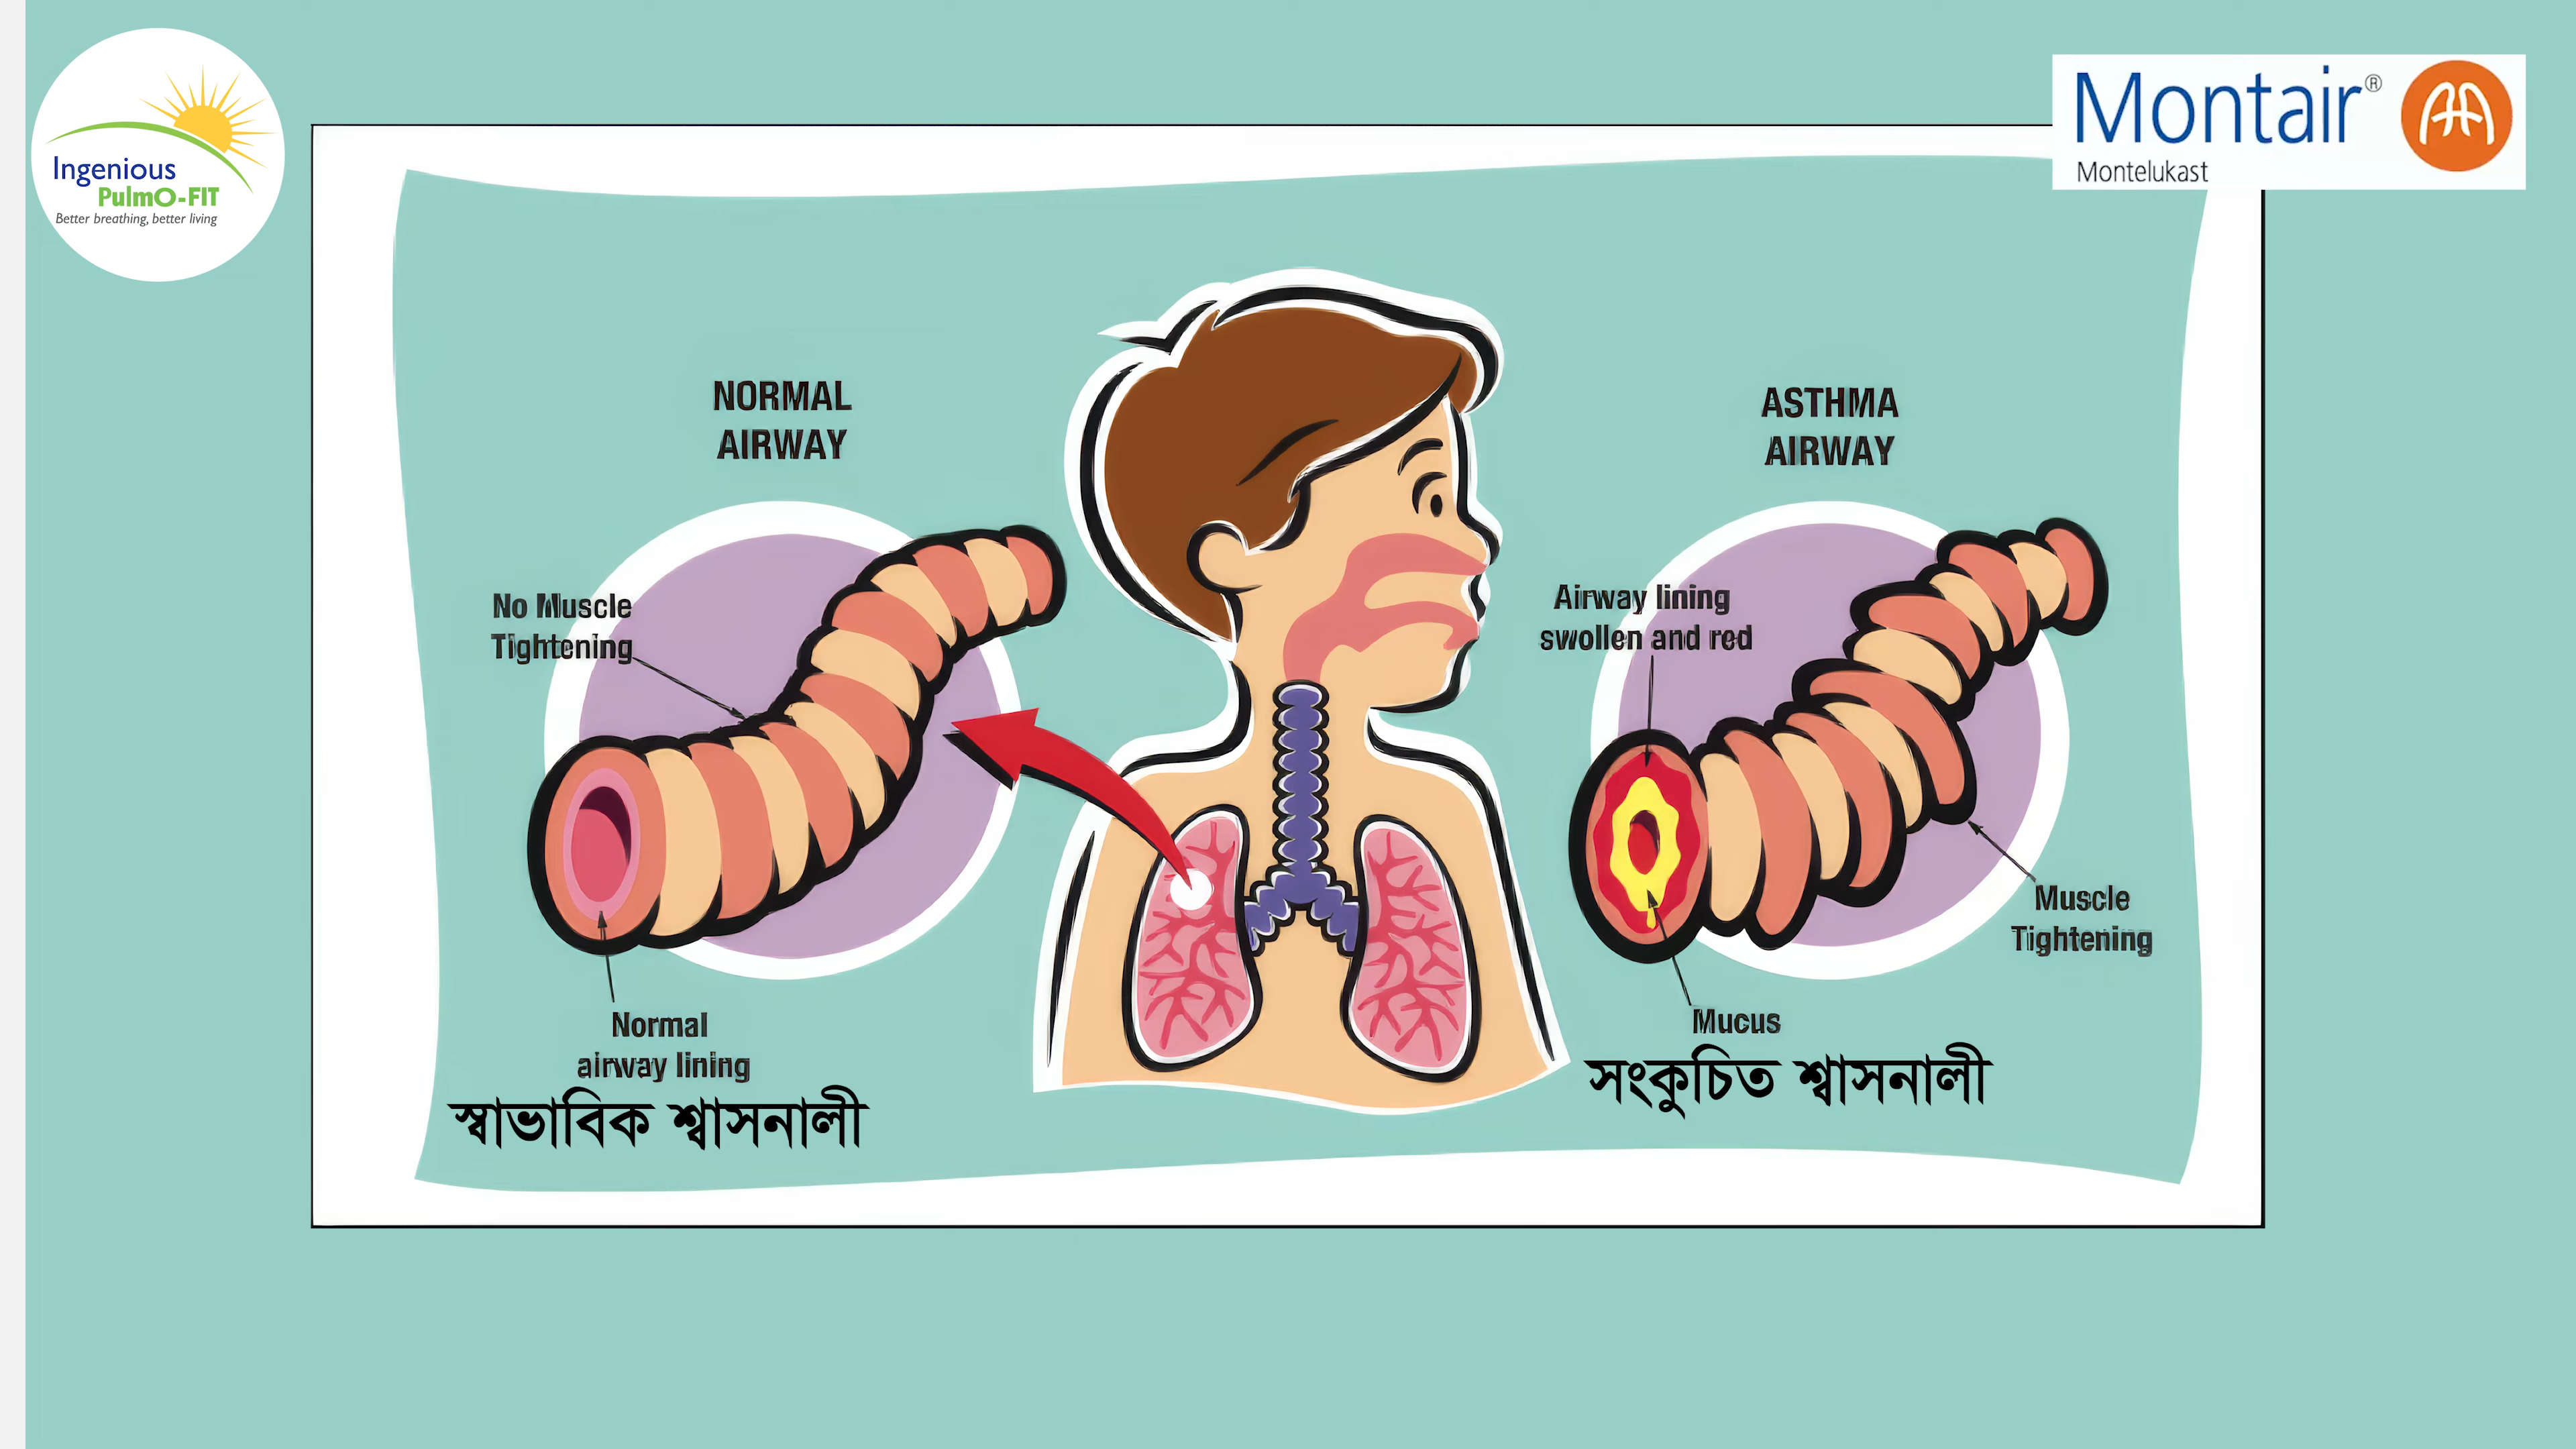 Ingenious
PulmO-FIT
Better breathing, better living
Montair®
Montelukast
NORMAL
AIRWAY
No Muscle
Tightening
Normal
airway lining
স্বাভাবিক শ্বাসনালী
ASTHMA
AIRWAY
Airway lining
swollen and red
Muscle
Tightening
Mucus
সংকুচিত শ্বাসনালী